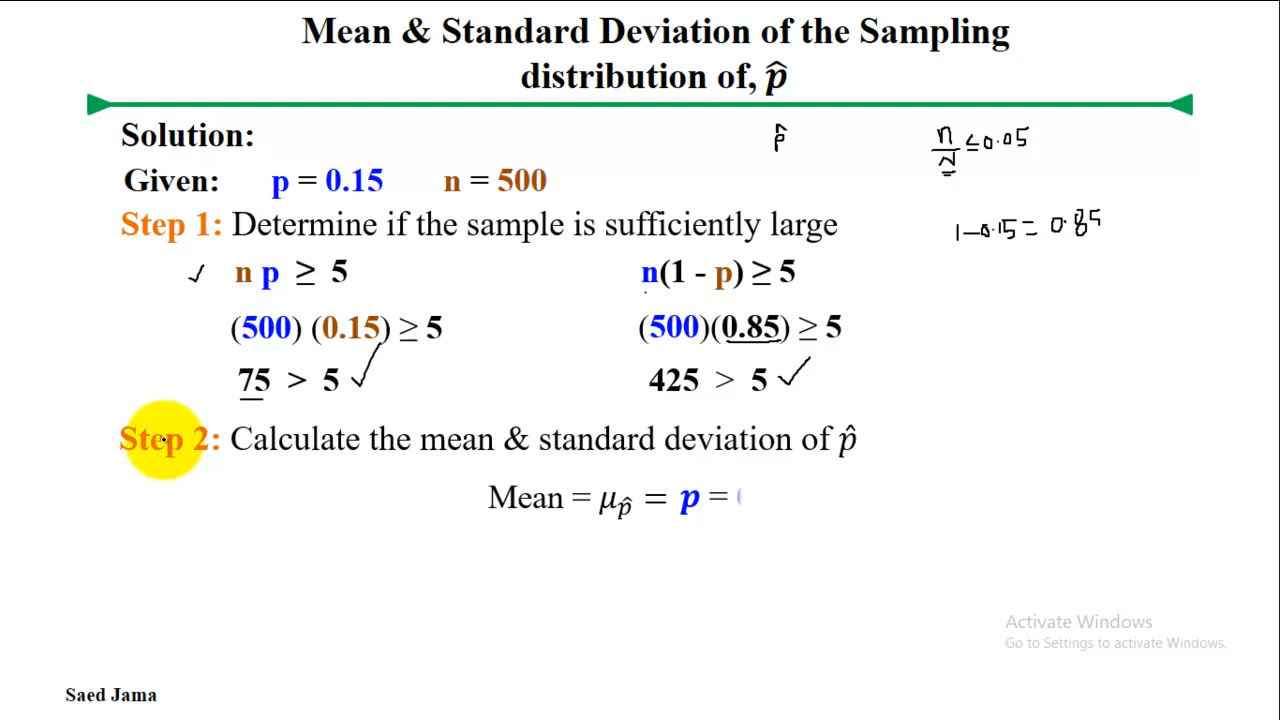 Mean & Standard Deviation of the Sampling
distribution of, p̂
Solution:
p̂
n/N ≤ 0.05
Given: p = 0.15 n = 500
Step 1: Determine if the sample is sufficiently large
1-0.15= 0.85
✓ n p ≥ 5 n(1 - p) ≥ 5
(500) (0.15) ≥ 5 (500)(0.85) ≥ 5
75 > 5 ✓ 425 > 5 ✓
Step 2: Calculate the mean & standard deviation of p̂
Mean = μp̂ = p =
Activate Windows
Go to Settings to activate Windows.
Saed Jama